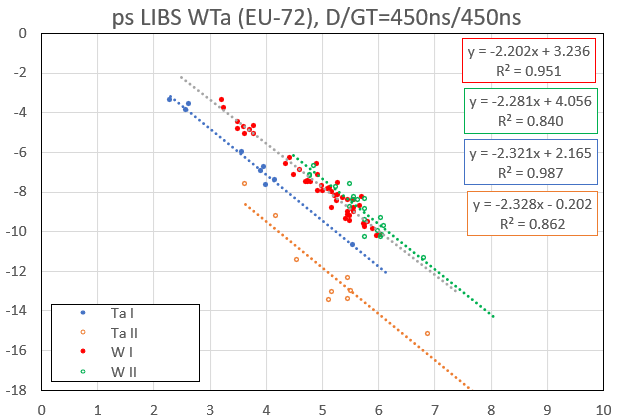 ps LIBS WTa (EU-72), D/GT=450ns/450ns
0
-2
-4
-6
-8
-10
-12
-14
-16
-18
y = -2.202x + 3.236
R² = 0.951
y = -2.281x + 4.056
R² = 0.840
y = -2.321x + 2.165
R² = 0.987
y = -2.328x - 0.202
R² = 0.862
Ta I
Ta II
W I
W II
0 1 2 3 4 5 6 7 8 9 10